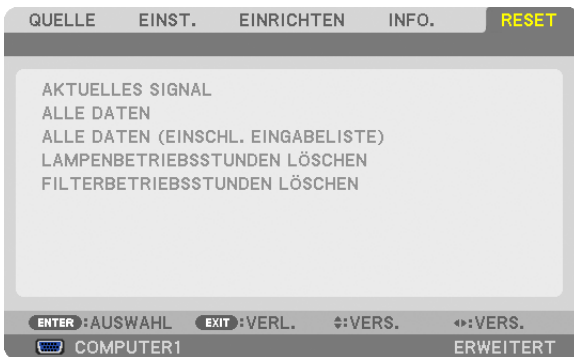 QUELLE EINST. EINRICHTEN INFO. RESET
AKTUELLES SIGNAL
ALLE DATEN
ALLE DATEN (EINSCHL. EINGABELISTE)
LAMPENBETRIEBSSTUNDEN LÖSCHEN
FILTERBETRIEBSSTUNDEN LÖSCHEN
ENTER :AUSWAHL EXIT :VERL. :VERS. :VERS.
COMPUTER1 ERWEITERT